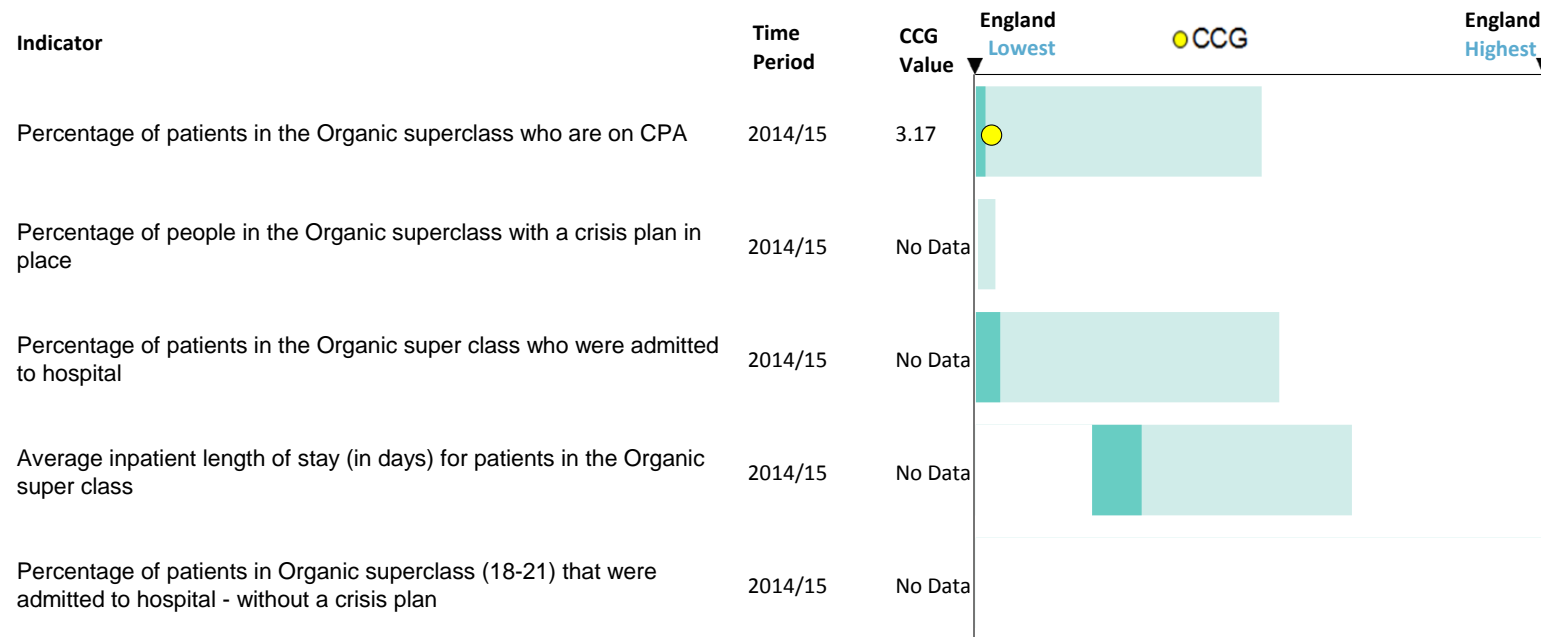 Indicator
Time
Period
CCG
Value
England
Lowest
CCG
England
Highest
Percentage of patients in the Organic superclass who are on CPA
2014/15
3.17
Percentage of people in the Organic superclass with a crisis plan in
place
2014/15
No Data
Percentage of patients in the Organic super class who were admitted
to hospital
2014/15
No Data
Average inpatient length of stay (in days) for patients in the Organic
super class
2014/15
No Data
Percentage of patients in Organic superclass (18-21) that were
admitted to hospital - without a crisis plan
2014/15
No Data